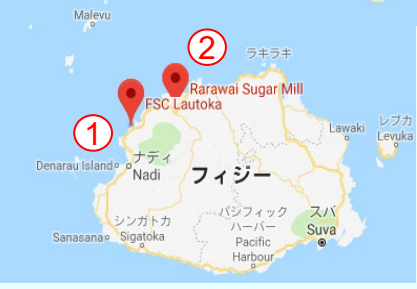 Malevu
②
ラキラキ
Rarawai Sugar Mill
FSC Lautoka
①
レブカ
Levuka
Lawaki
Denarau Island
ナディ
Nadi
フィジー
シンガトカ
Sigatoka
パシフィック
ハーバー
Pacific
Harbour
スバ
Suva
Sanasana